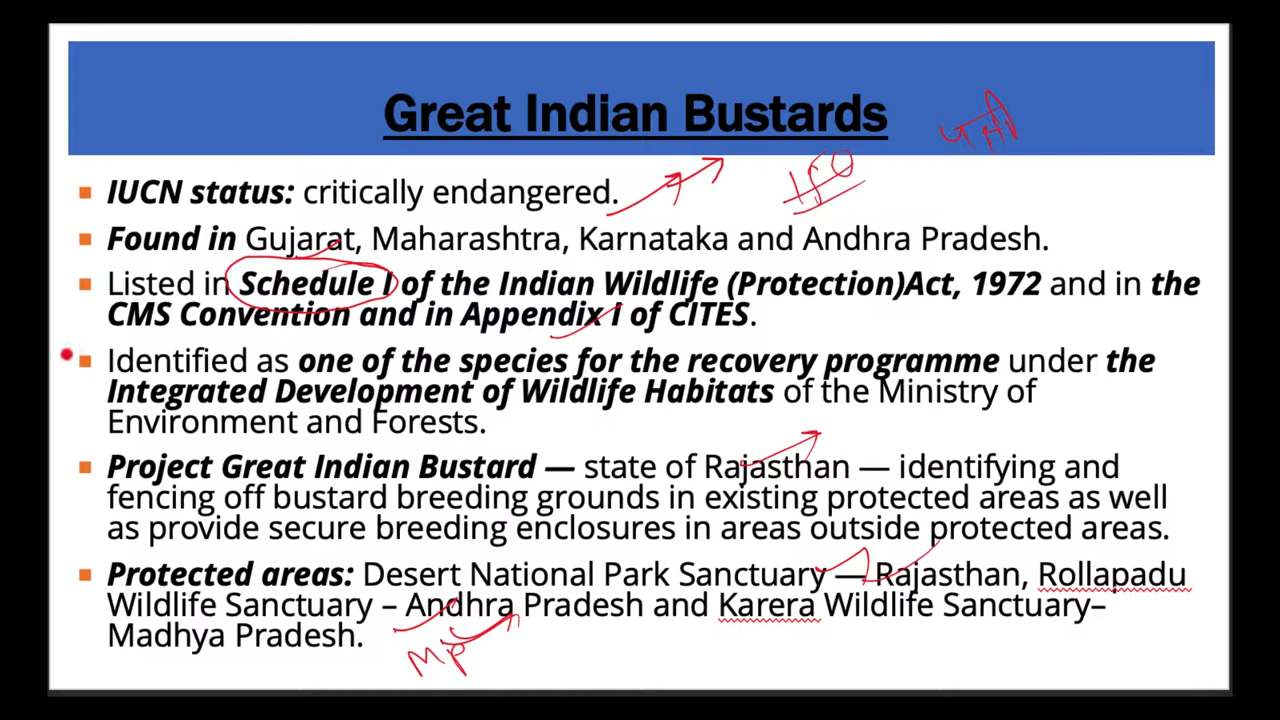 Great Indian Bustards
IUCN status: critically endangered.
Found in Gujarat, Maharashtra, Karnataka and Andhra Pradesh.
Listed in Schedule I of the Indian Wildlife (Protection)Act, 1972 and in the
CMS Convention and in Appendix I of CITES.
Identified as one of the species for the recovery programme under the
Integrated Development of Wildlife Habitats of the Ministry of
Environment and Forests.
Project Great Indian Bustard — state of Rajasthan — identifying and
fencing off bustard breeding grounds in existing protected areas as well
as provide secure breeding enclosures in areas outside protected areas.
Protected areas: Desert National Park Sanctuary — Rajasthan, Rollapadu
Wildlife Sanctuary – Andhra Pradesh and Karera Wildlife Sanctuary–
Madhya Pradesh.
MP